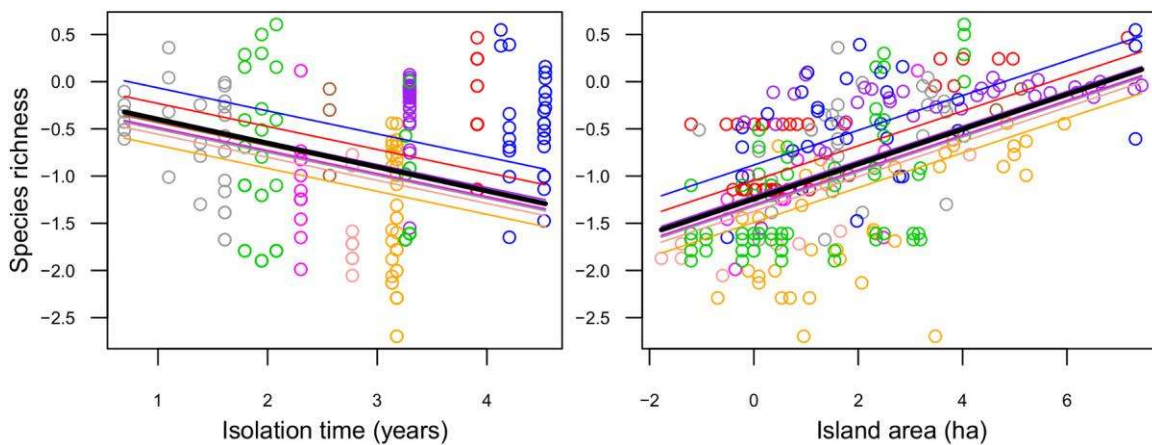 Species richness
0.5
0.0
−0.5
−1.0
−1.5
−2.0
−2.5
1 2 3 4
Isolation time (years)
0.5
0.0
−0.5
−1.0
−1.5
−2.0
−2.5
−2 0 2 4 6
Island area (ha)